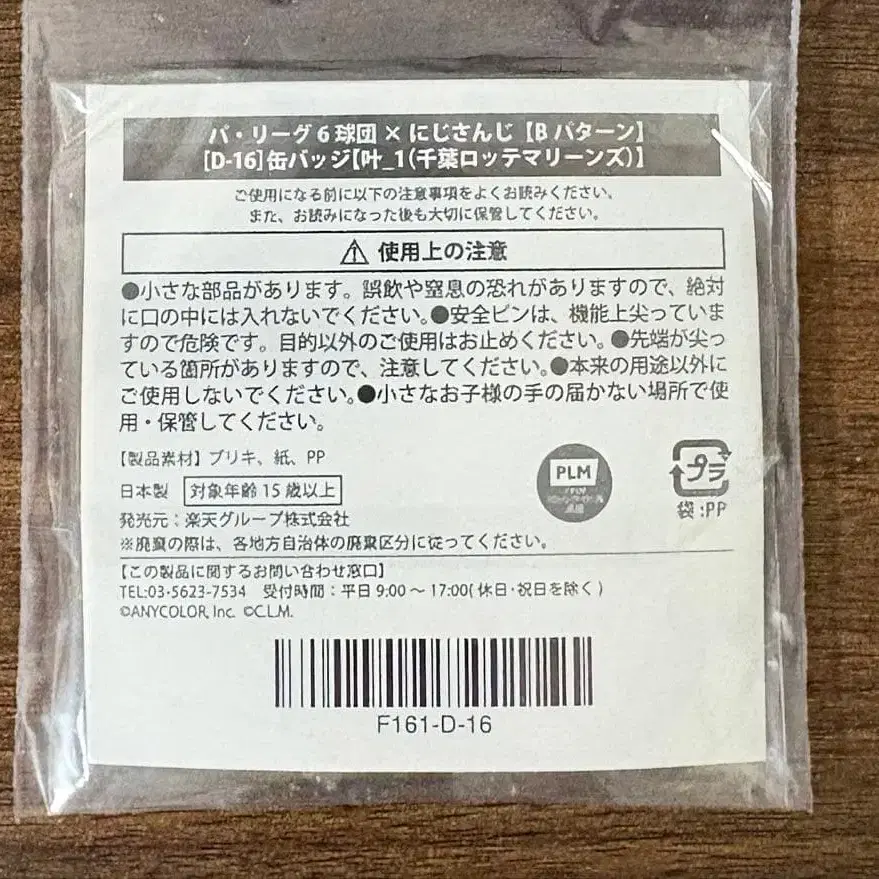 パ・リーグ6球団×にじさんじ【Bパターン】
[D-16]缶バッジ【叶_1(千葉ロッテマリーンズ)】
ご使用になる前に以下の注意事項をよくお読みください。
また、お読みになった後も大切に保管してください。
使用上の注意
●小さな部品があります。誤飲や窒息の恐れがありますので、絶対
に口の中には入れないでください。●安全ピンは、機能上尖っていま
すので危険です。目的以外のご使用はお止めください。●先端が尖っ
ている箇所がありますので、注意してください。●本来の用途以外に
ご使用しないでください。●小さなお子様の手の届かない場所で使
用・保管してください。
【製品素材】ブリキ、紙、PP
日本製 対象年齢15歳以上
発売元:楽天グループ株式会社
※廃棄の際は、各地方自治体の廃棄区分に従ってください。
PLM
プラ
袋:PP
【この製品に関するお問い合わせ窓口】
TEL:03-5623-7534 受付時間:平日9:00～17:00(休日・祝日を除く)
©ANYCOLOR, Inc. ©C.L.M.
F161-D-16